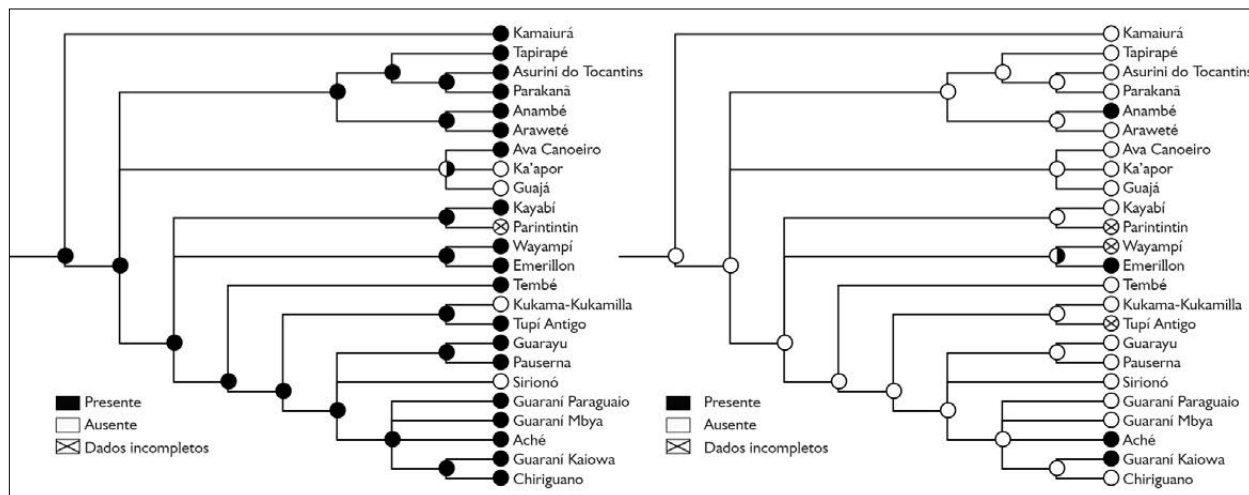 Kamaiurá
Tapirapé
Asurini do Tocantins
Parakanã
Anambé
Araweté
Ava Canoeiro
Ka'apor
Guajá
Kayabí
Parintintin
Wayampí
Emerillon
Tembé
Kukama-Kukamilla
Tupí Antigo
Guarayu
Pauserna
Sirionó
Guaraní Paraguaio
Guaraní Mbya
Aché
Guaraní Kaiowa
Chiriguano
Presente
Ausente
Dados incompletos
Kamaiurá
Tapirapé
Asurini do Tocantins
Parakanã
Anambé
Araweté
Ava Canoeiro
Ka'apor
Guajá
Kayabí
Parintintin
Wayampí
Emerillon
Tembé
Kukama-Kukamilla
Tupí Antigo
Guarayu
Pauserna
Sirionó
Guaraní Paraguaio
Guaraní Mbya
Aché
Guaraní Kaiowa
Chiriguano
Presente
Ausente
Dados incompletos